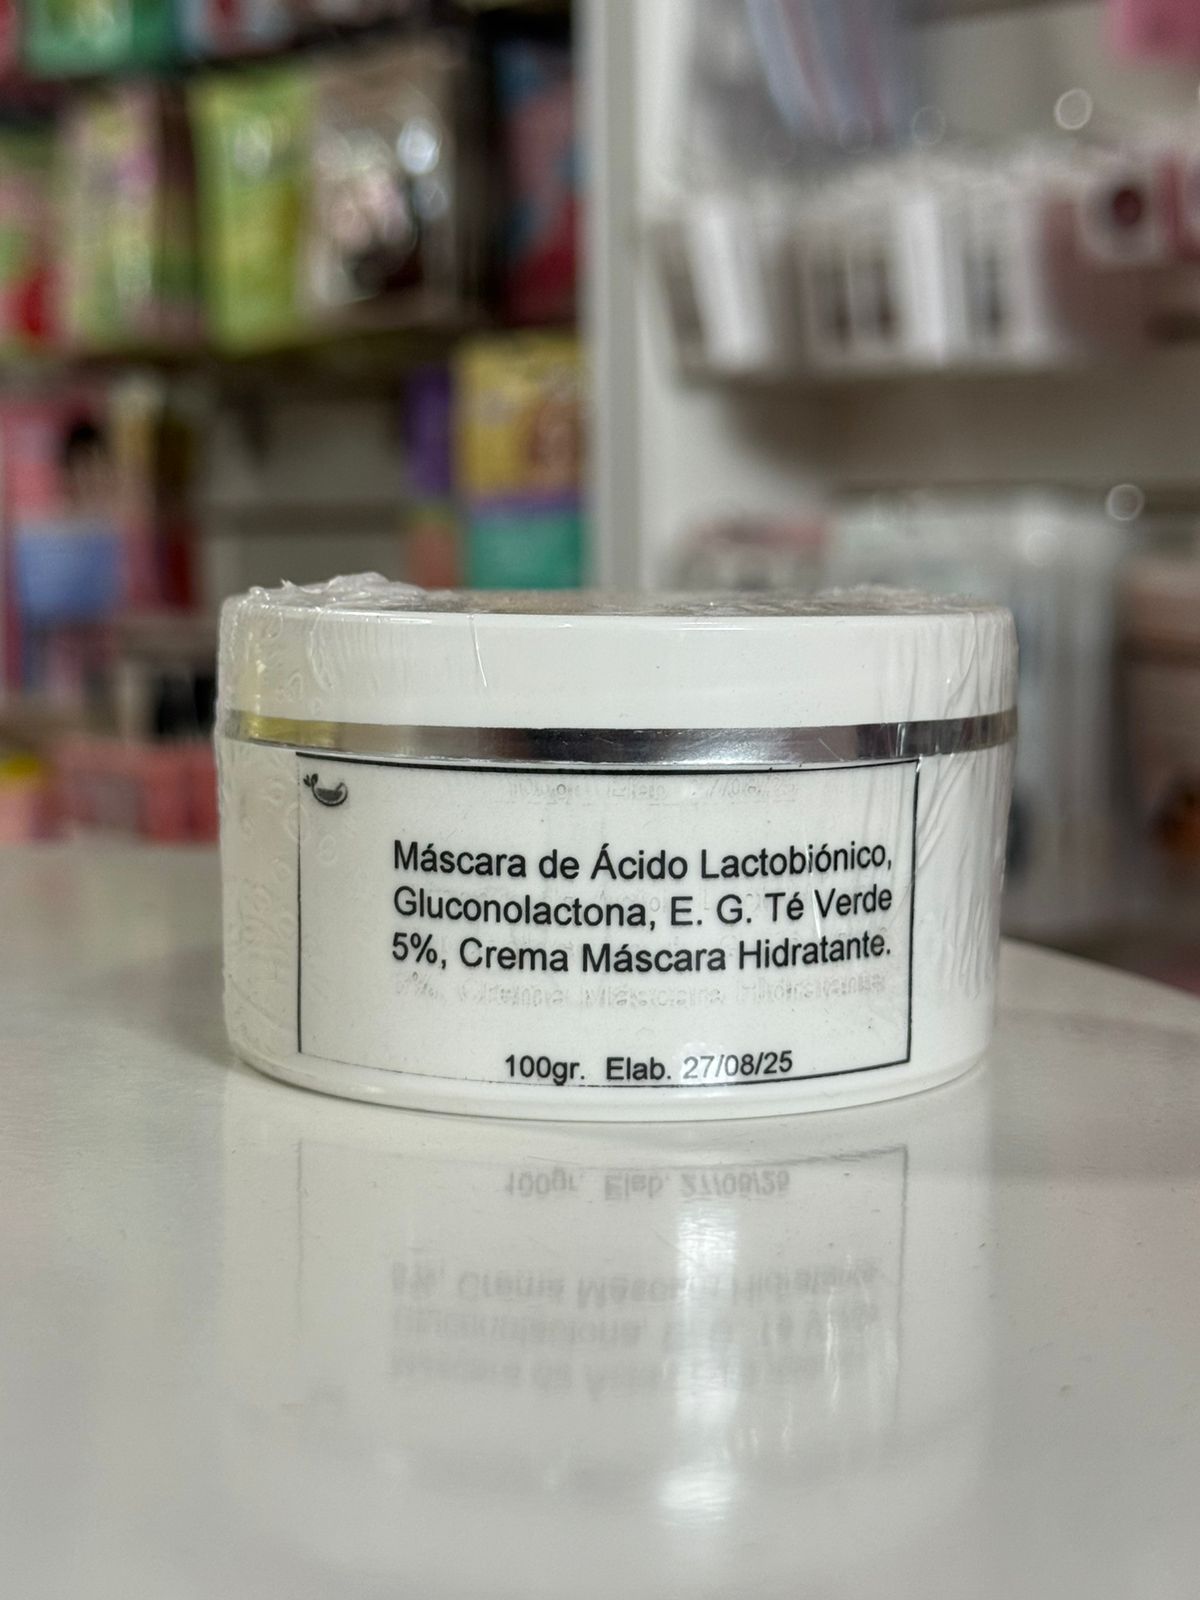 Máscara de Ácido Lactobiónico,
Gluconolactona, E. G. Té Verde
5%, Crema Máscara Hidratante.
100gr. Elab. 27/08/25